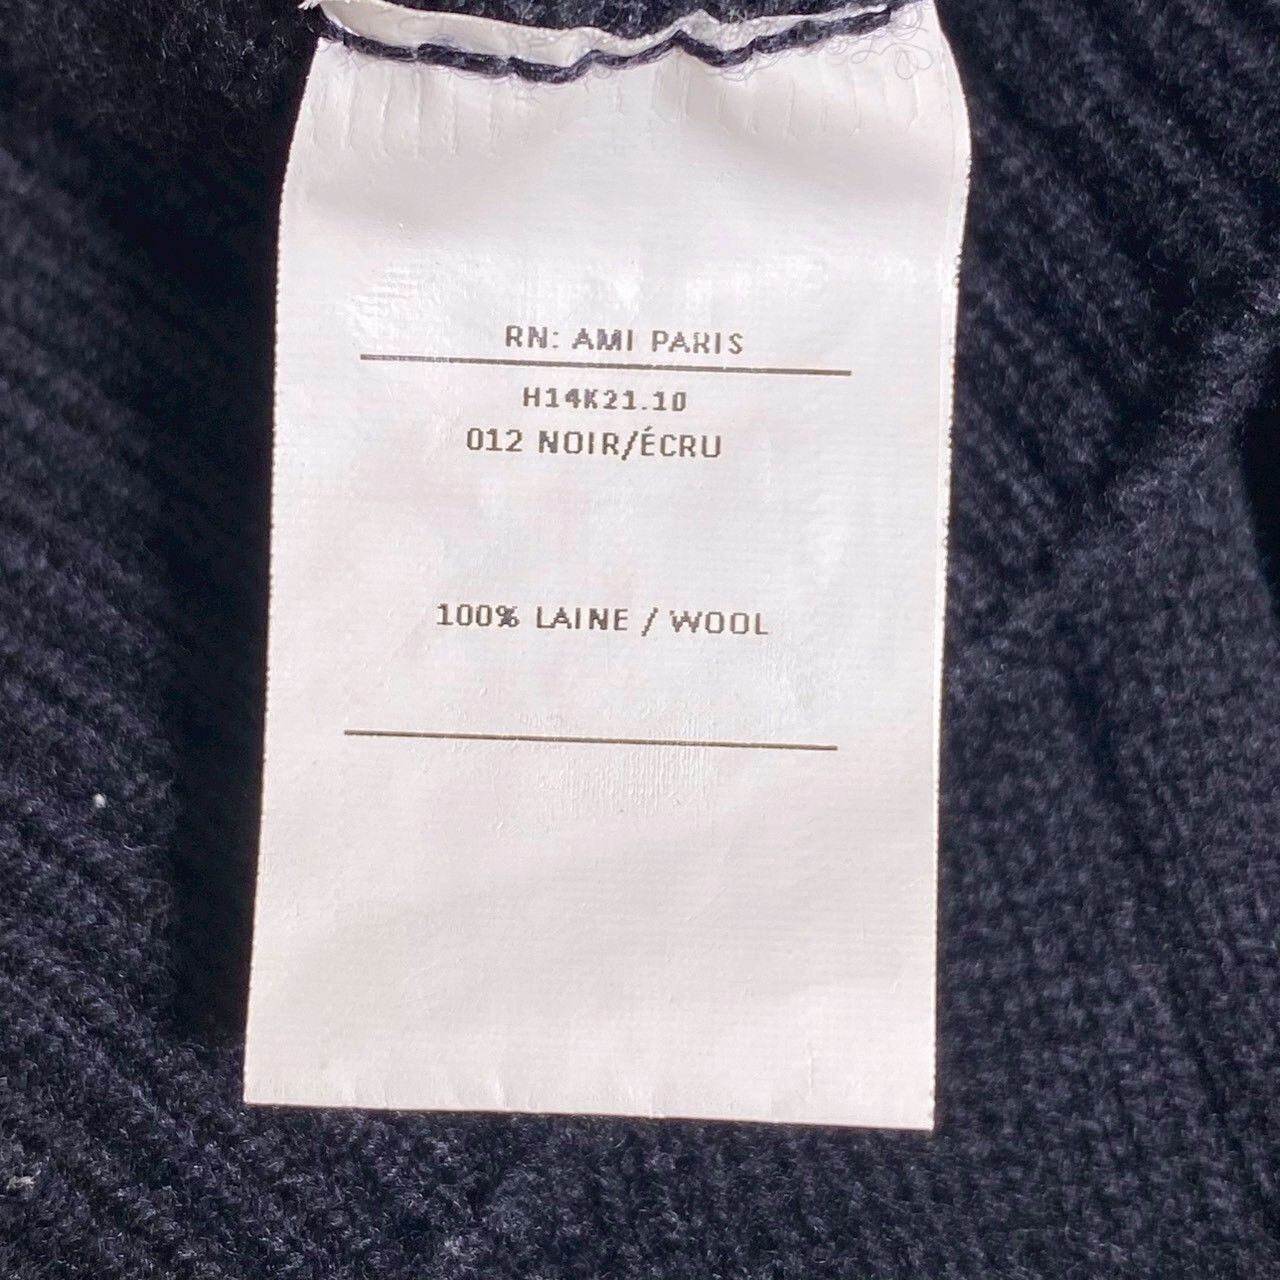 RN: AMI PARIS
H14K21.10
012 NOIR/ÉCRU
100% LAINE / WOOL